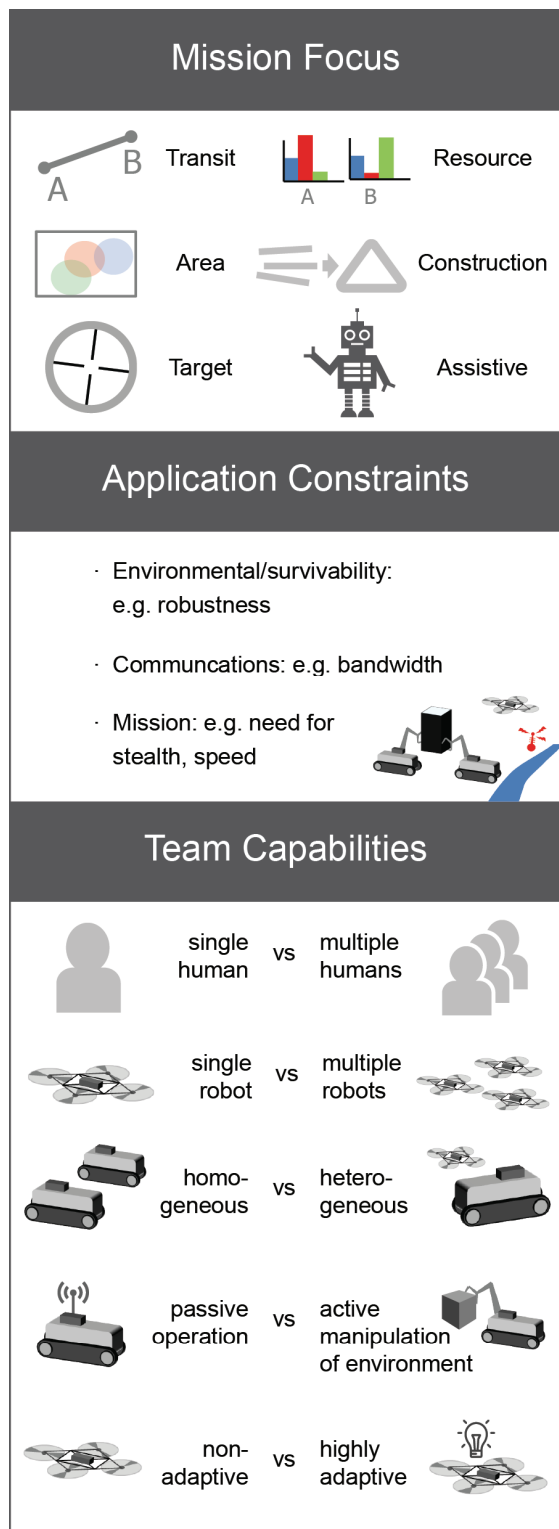 Mission Focus
A B Transit
A B Resource
Area
Construction
Target
Assistive
Application Constraints
· Environmental/survivability:
e.g. robustness
· Communcations: e.g. bandwidth
· Mission: e.g. need for
stealth, speed
Team Capabilities
single vs multiple
human humans
single vs multiple
robot robots
homo- vs hetero-
geneous geneous
passive vs active
operation manipulation
of environment
non- vs highly
adaptive adaptive